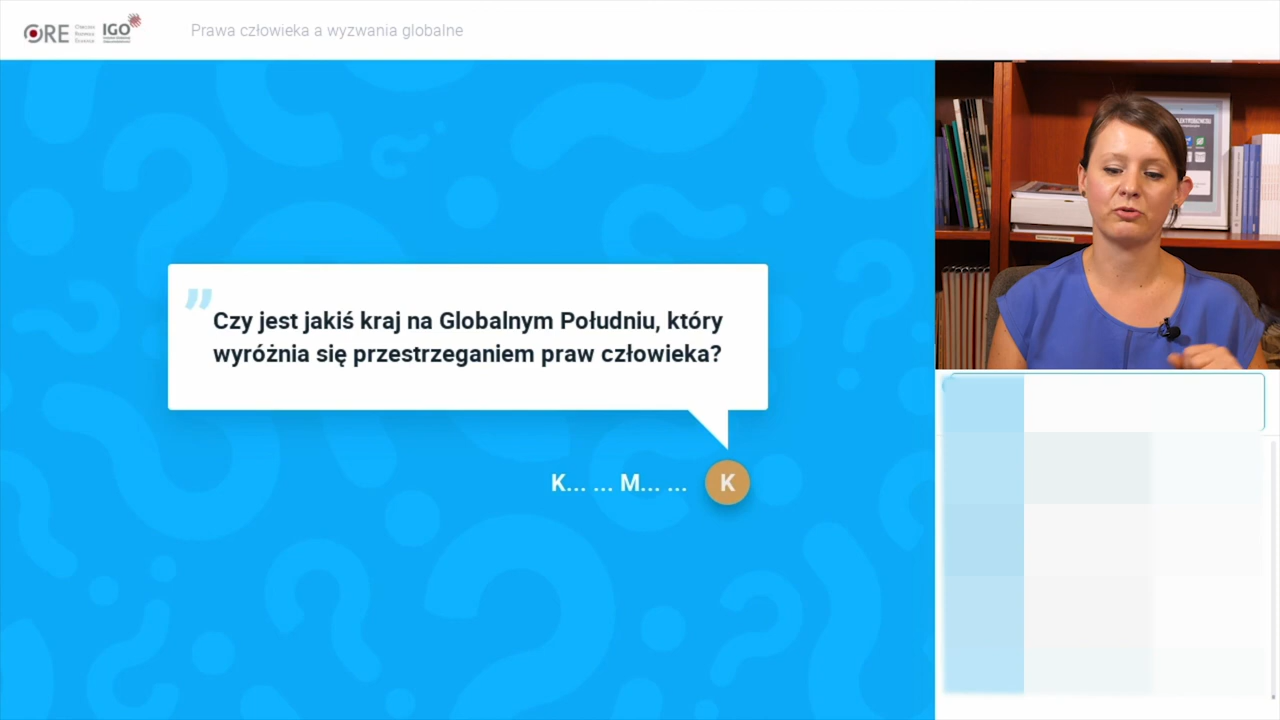 ORE
IGO
Prawa człowieka a wyzwania globalne
”
Czy jest jakiś kraj na Globalnym Południu, który
wyróżnia się przestrzeganiem praw człowieka?
K... ... M... ...
K